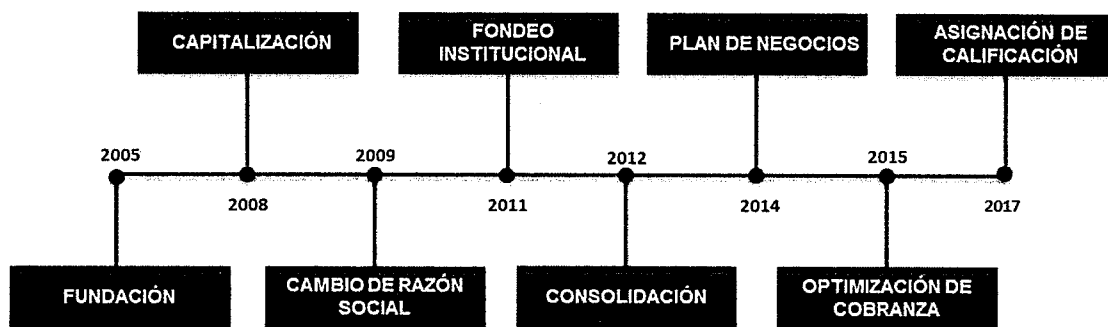 CAPITALIZACIÓN
FONDEO
INSTITUCIONAL
PLAN DE NEGOCIOS
ASIGNACIÓN DE
CALIFICACIÓN
2005
2009
2012
2015
2008
2011
2014
2017
FUNDACIÓN
CAMBIO DE RAZÓN
SOCIAL
CONSOLIDACIÓN
OPTIMIZACIÓN DE
COBRANZA